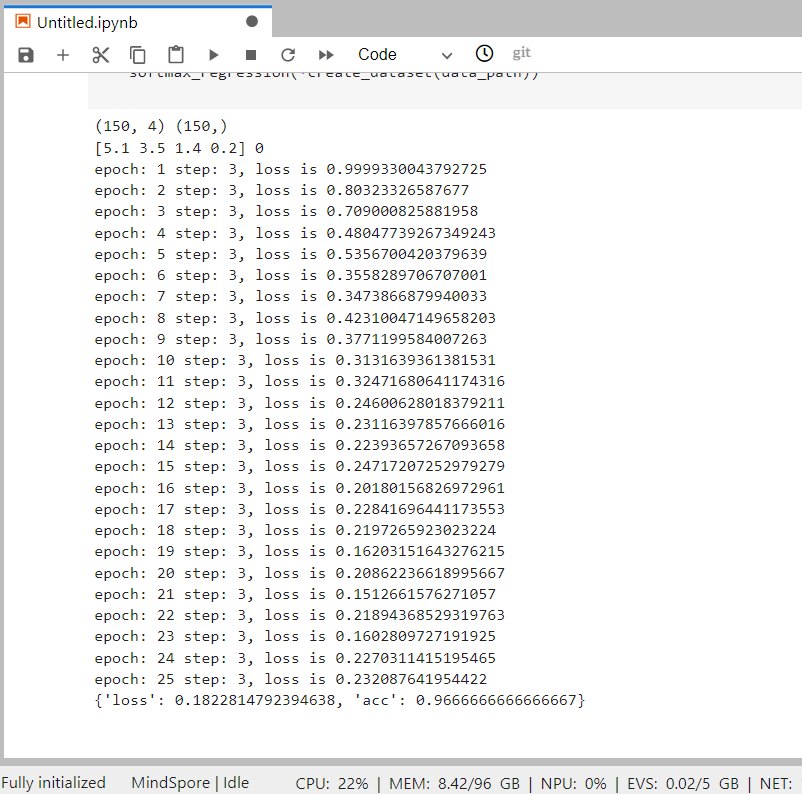 Untitled.ipynb
Code git
softmax_regression(*create_dataset(data_path))
(150, 4) (150,)
[5.1 3.5 1.4 0.2] 0
epoch: 1 step: 3, loss is 0.9999330043792725
epoch: 2 step: 3, loss is 0.80323326587677
epoch: 3 step: 3, loss is 0.709000825881958
epoch: 4 step: 3, loss is 0.48047739267349243
epoch: 5 step: 3, loss is 0.5356700420379639
epoch: 6 step: 3, loss is 0.3558289706707001
epoch: 7 step: 3, loss is 0.3473866879940033
epoch: 8 step: 3, loss is 0.42310047149658203
epoch: 9 step: 3, loss is 0.3771199584007263
epoch: 10 step: 3, loss is 0.3131639361381531
epoch: 11 step: 3, loss is 0.32471680641174316
epoch: 12 step: 3, loss is 0.24600628018379211
epoch: 13 step: 3, loss is 0.23116397857666016
epoch: 14 step: 3, loss is 0.22393657267093658
epoch: 15 step: 3, loss is 0.24717207252979279
epoch: 16 step: 3, loss is 0.20180156826972961
epoch: 17 step: 3, loss is 0.22841696441173553
epoch: 18 step: 3, loss is 0.2197265923023224
epoch: 19 step: 3, loss is 0.16203151643276215
epoch: 20 step: 3, loss is 0.20862236618995667
epoch: 21 step: 3, loss is 0.1512661576271057
epoch: 22 step: 3, loss is 0.21894368529319763
epoch: 23 step: 3, loss is 0.1602809727191925
epoch: 24 step: 3, loss is 0.2270311415195465
epoch: 25 step: 3, loss is 0.232087641954422
{'loss': 0.1822814792394638, 'acc': 0.9666666666666667}
Fully initialized MindSpore | Idle CPU: 22% | MEM: 8.42/96 GB | NPU: 0% | EVS: 0.02/5 GB | NET: